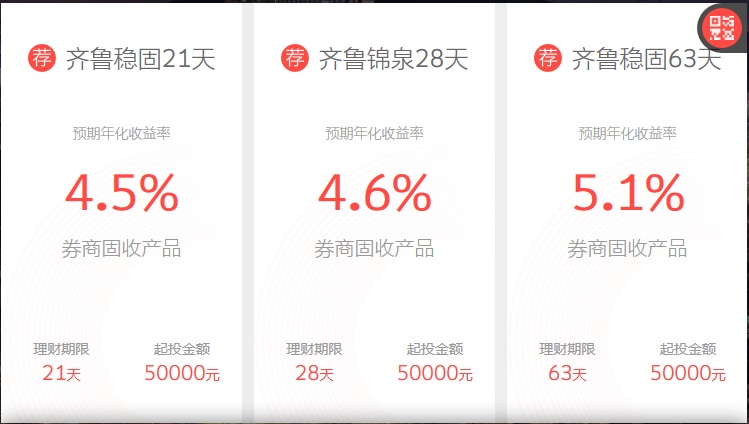 荐 齐鲁稳固21天
预期年化收益率
4.5%
券商固收产品
理财期限 起投金额
21天 50000元
荐 齐鲁锦泉28天
预期年化收益率
4.6%
券商固收产品
理财期限 起投金额
28天 50000元
荐 齐鲁稳固63天
预期年化收益率
5.1%
券商固收产品
理财期限 起投金额
63天 50000元